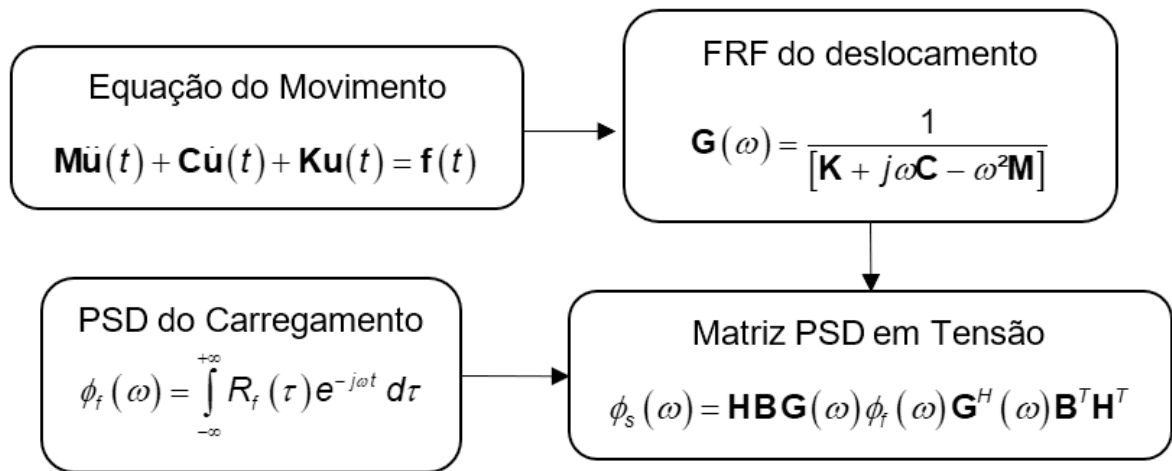 Equação do Movimento
𝐌ü(t) + 𝐂u̇(t) + 𝐊𝐮(t) = 𝐟(t)
FRF do deslocamento
𝐆(ω) = 1 / [𝐊 + jω𝐂 − ω²𝐌]
PSD do Carregamento
ϕ_f(ω) = ∫_{-∞}^{+∞} R_f(τ) e^{-jωt} dτ
Matriz PSD em Tensão
ϕ_s(ω) = 𝐇𝐁𝐆(ω)ϕ_f(ω)𝐆^H(ω)𝐁^T𝐇^T